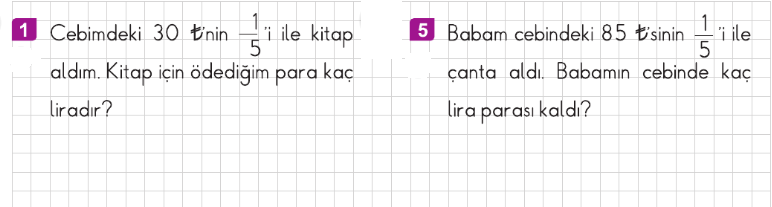 1 Cebimdeki 30 ₺'nin 1/5 'i ile kitap
aldım. Kitap için ödediğim para kaç
liradır?
5 Babam cebindeki 85 ₺'sinin 1/5 'i ile
çanta aldı. Babamın cebinde kaç
lira parası kaldı?